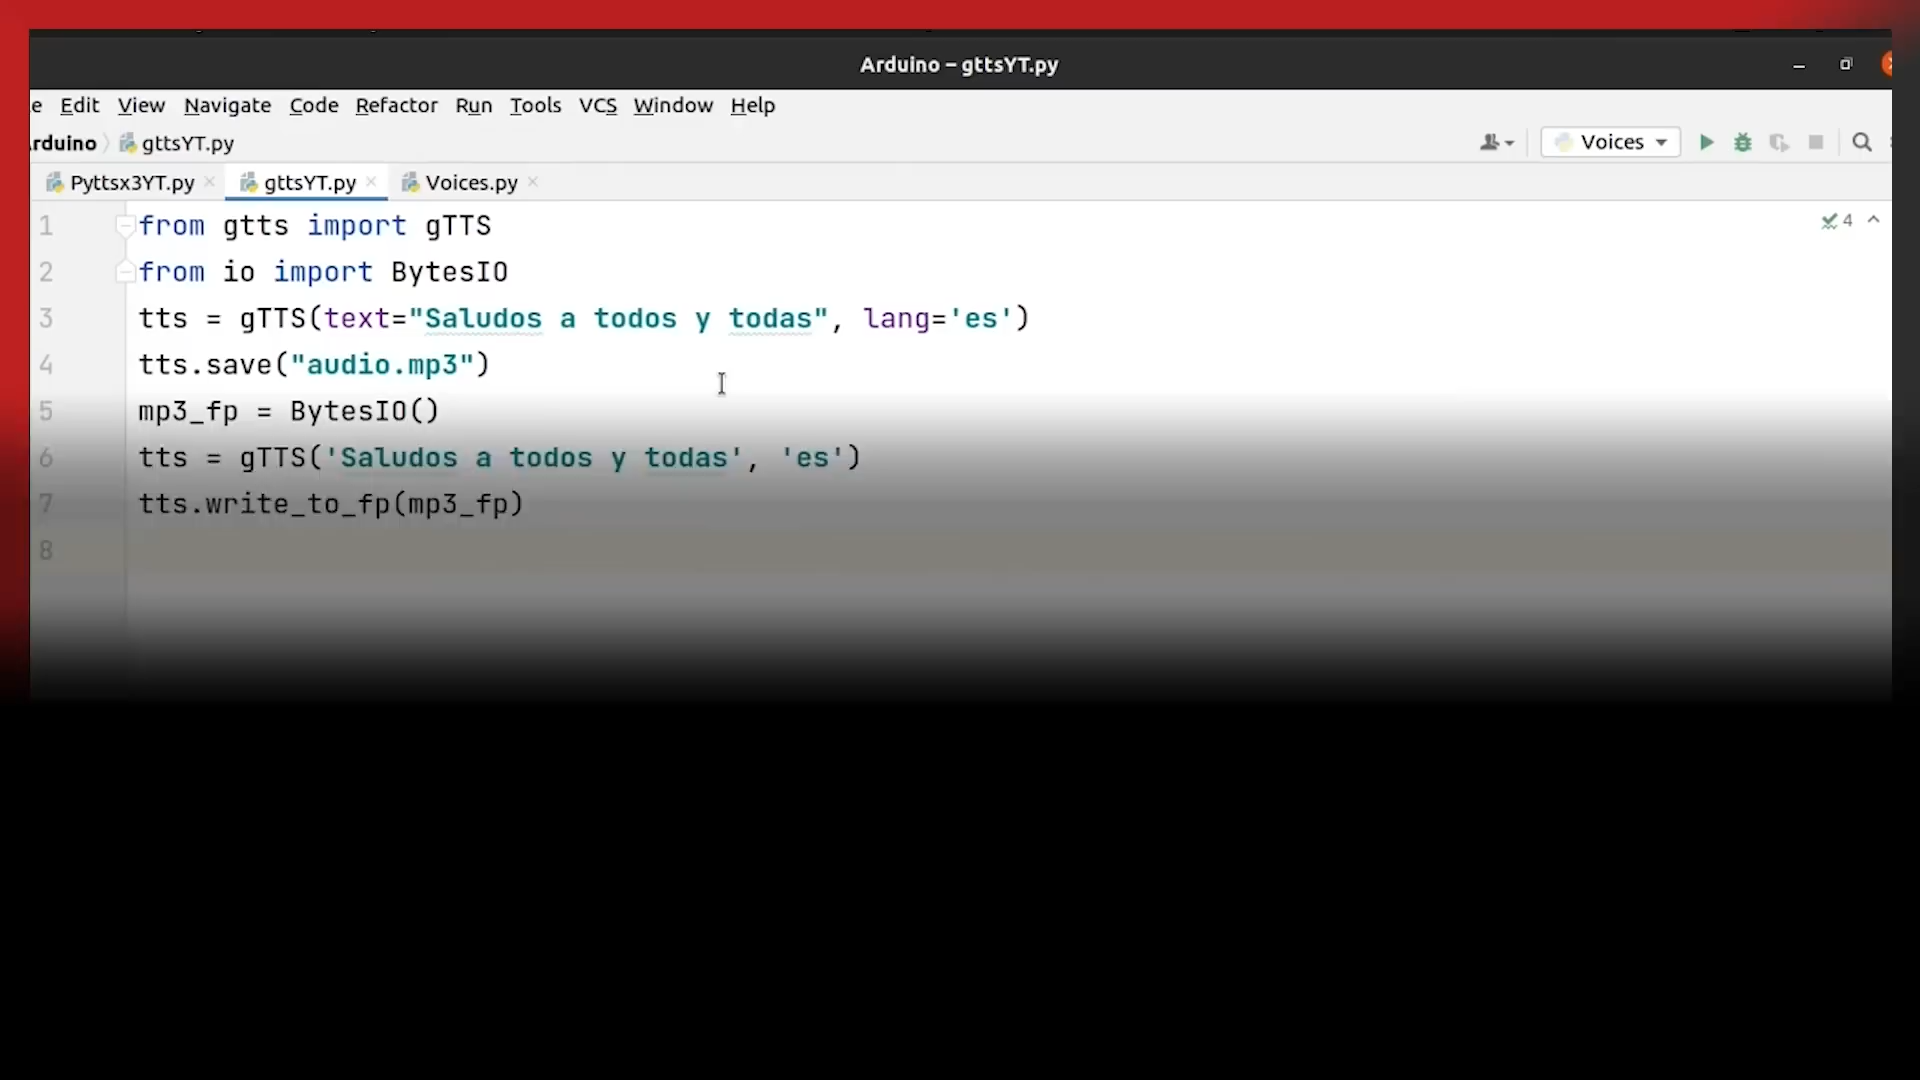 Arduino – gttsYT.py
e Edit View Navigate Code Refactor Run Tools VCS Window Help
rduino gttsYT.py Voices
Pyttsx3YT.py gttsYT.py Voices.py
1 from gtts import gTTS
4
2 from io import BytesIO
3 tts = gTTS(text="Saludos a todos y todas", lang='es')
4 tts.save("audio.mp3")
5 mp3_fp = BytesIO()
6 tts = gTTS('Saludos a todos y todas', 'es')
7 tts.write_to_fp(mp3_fp)
8